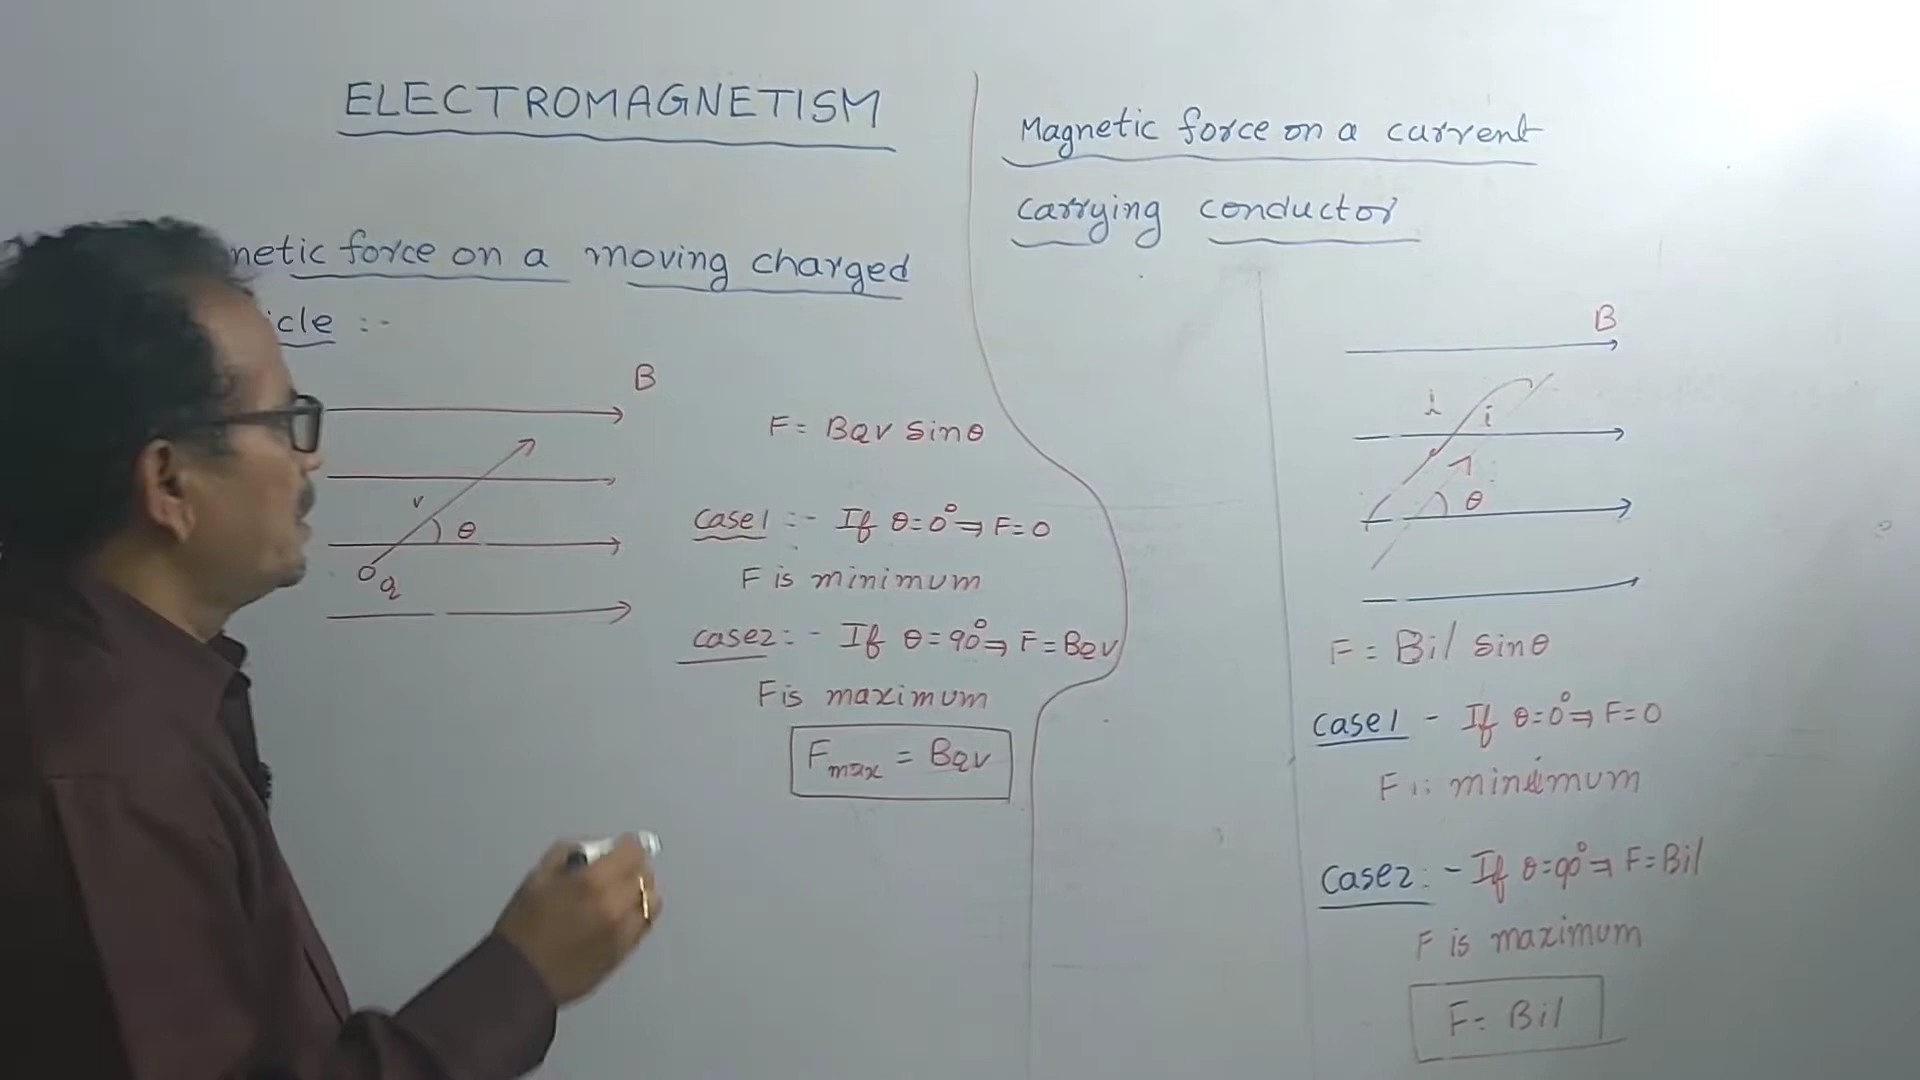 ELECTROMAGNETISM
netic force on a moving charged
icle :-
B
v
θ
q
F= Bqv sinθ
Case1 :- If θ=0°⇒ F=0
F is minimum
case2:- If θ=90°⇒ F=Bqv
F is maximum
Fmax = Bqv
Magnetic force on a current
carrying conductor
B
i
i
θ
F = Bil sinθ
Case1 - If θ=0°⇒ F=0
F is minimum
Case2:- If θ=90°⇒ F=Bil
F is maximum
F= Bil